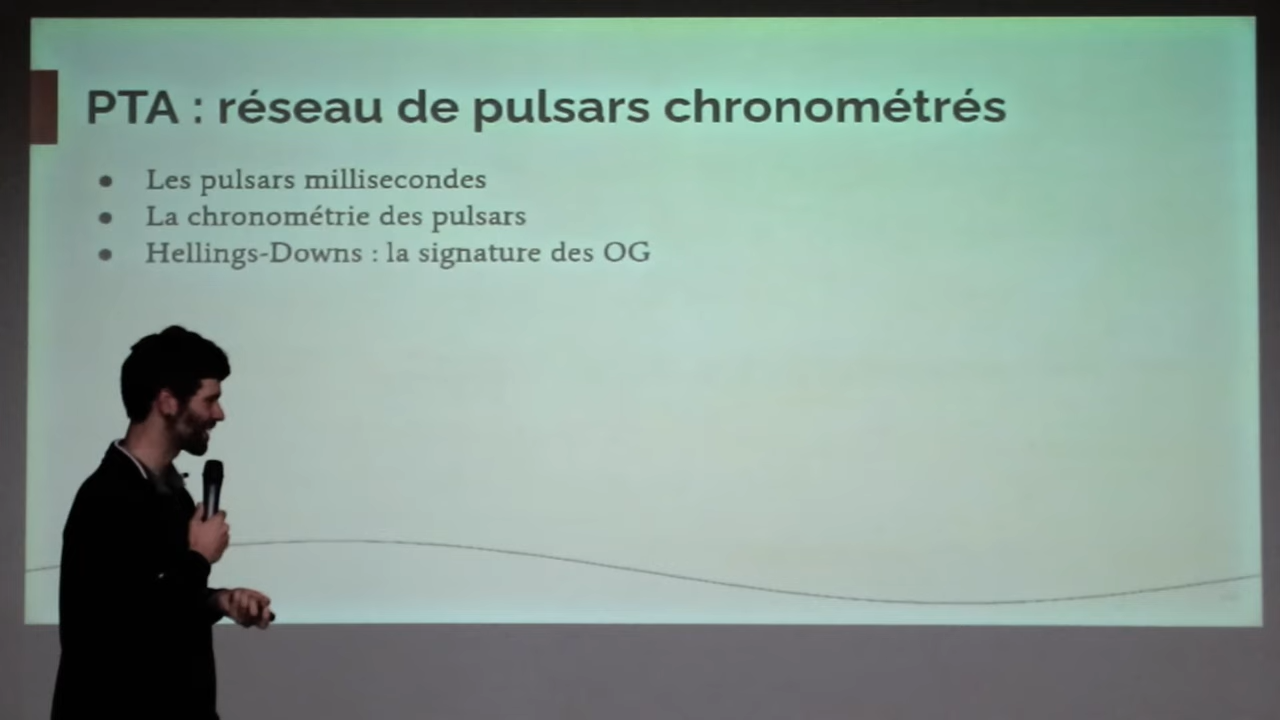 PTA : réseau de pulsars chronométrés
● Les pulsars millisecondes
● La chronométrie des pulsars
● Hellings-Downs : la signature des OG